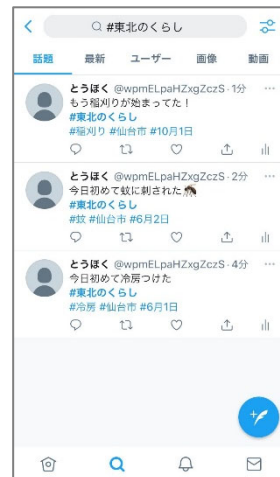 #東北のくらし
話題 最新 ユーザー 画像 動画
とうほく @wpmELpaHZxgZczS·1分 ...
もう稲刈りが始まってた！
#東北のくらし
#稲刈り #仙台市 #10月1日
とうほく @wpmELpaHZxgZczS·2分 ...
今日初めて蚊に刺された🦟
#東北のくらし
#蚊 #仙台市 #6月2日
とうほく @wpmELpaHZxgZczS·4分 ...
今日初めて冷房つけた
#東北のくらし
#冷房 #仙台市 #6月1日